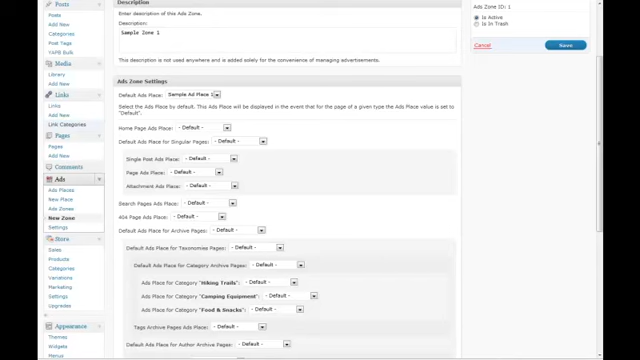 Posts
Posts
Add New
Categories
Post Tags
YAPB Bulk
Media
Library
Add New
Links
Links
Add New
Link Categories
Pages
Pages
Add New
Comments
Ads
Ads Places
New Place
Ads Zones
New Zone
Settings
Store
Sales
Products
Categories
Variations
Marketing
Settings
Upgrades
Appearance
Themes
Widgets
Menus
Description
Enter description of this Ads Zone.
Description:
Sample Zone 1
This description is not used anywhere and is added solely for the convenience of managing advertisements.
Ads Zone Settings
Default Ads Place: Sample Ad Place
Select the Ads Place by default. This Ads Place will be displayed in the event that for the page of a given type the Ads Place value is set to
"Default".
Home Page Ads Place: - Default -
Default Ads Place for Singular Pages: - Default -
Single Post Ads Place: - Default -
Page Ads Place: - Default -
Attachment Ads Place: - Default -
Search Pages Ads Place: - Default -
404 Page Ads Place: - Default -
Default Ads Place for Archive Pages: - Default -
Default Ads Place for Taxonomies Pages: - Default -
Default Ads Place for Category Archive Pages: - Default -
Ads Place for Category "Hiking Trails": - Default -
Ads Place for Category "Camping Equipment": - Default -
Ads Place for Category "Food & Snacks": - Default -
Tags Archive Pages Ads Place: - Default -
Default Ads Place for Author Archive Pages: - Default -
Ads Zone ID: 1
Is Active
Is In Trash
Cancel
Save